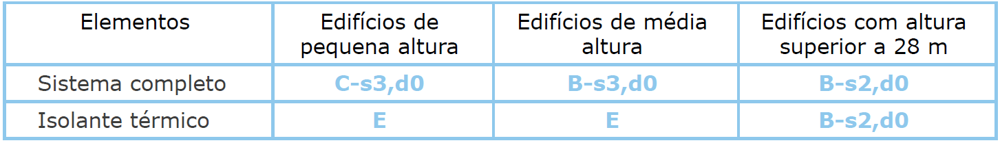 Elementos
Edifícios de
pequena altura
Edifícios de média
altura
Edifícios com altura
superior a 28 m
Sistema completo
C-s3,d0
B-s3,d0
B-s2,d0
Isolante térmico
E
E
B-s2,d0